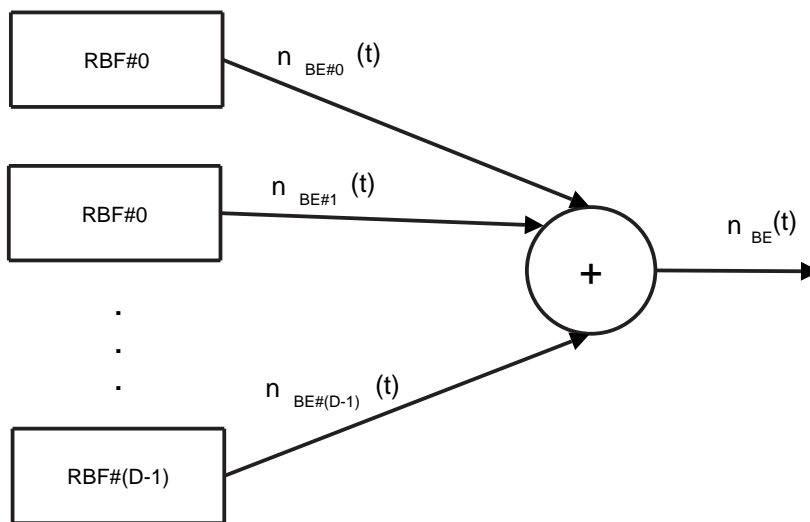 RBF#0
n BE#0 (t)
RBF#0
n BE#1 (t)
n BE(t)
+
.
.
.
n BE#(D-1) (t)
RBF#(D-1)